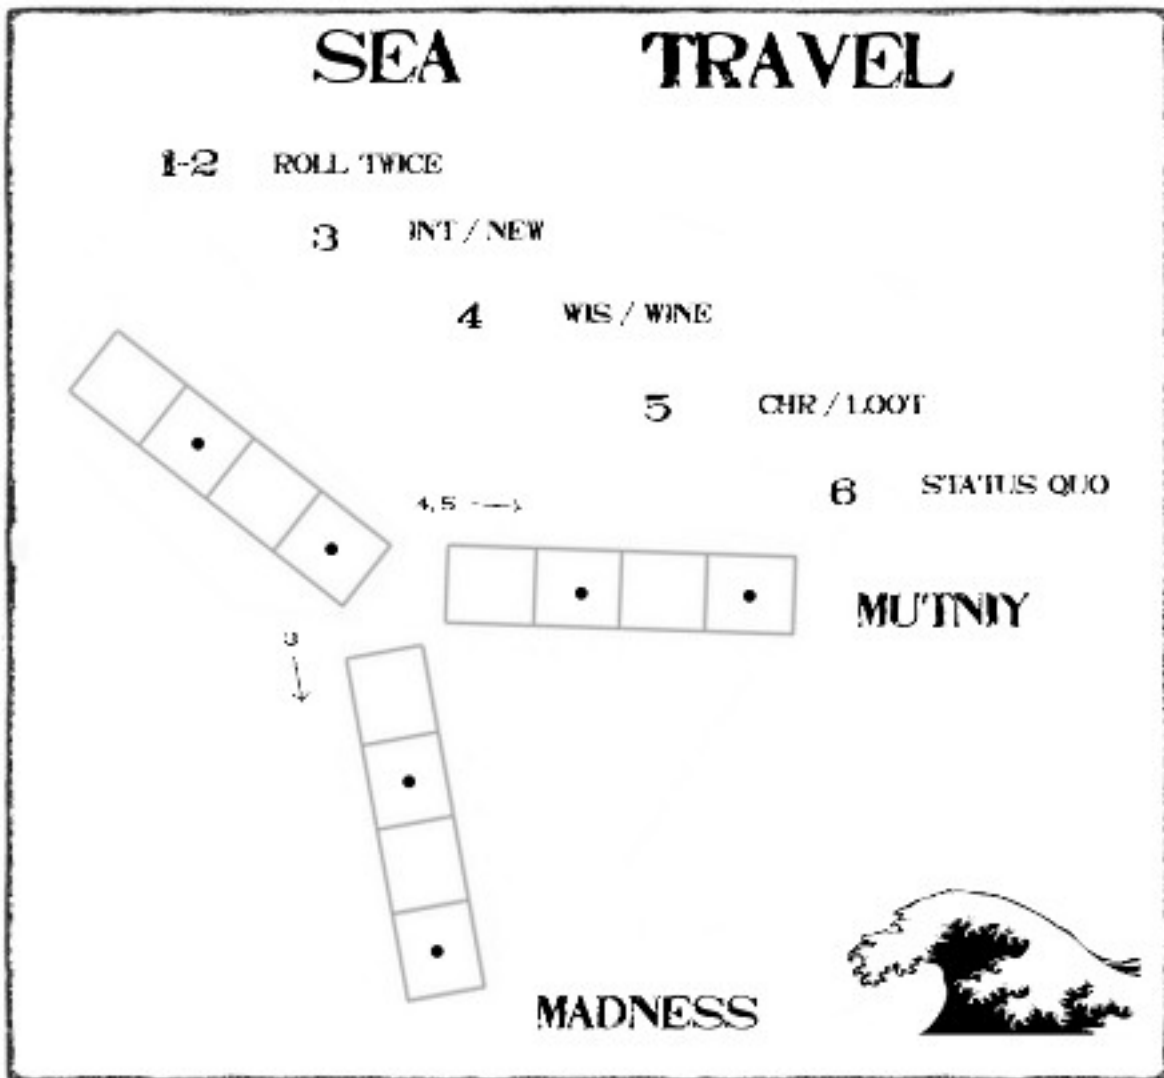 SEA TRAVEL
1-2 ROLL TWICE
3 INT / NEW
4 WIS / WINE
5 CHR / LOOT
6 STATUS QUO
4, 5
MUTNIY
3
MADNESS